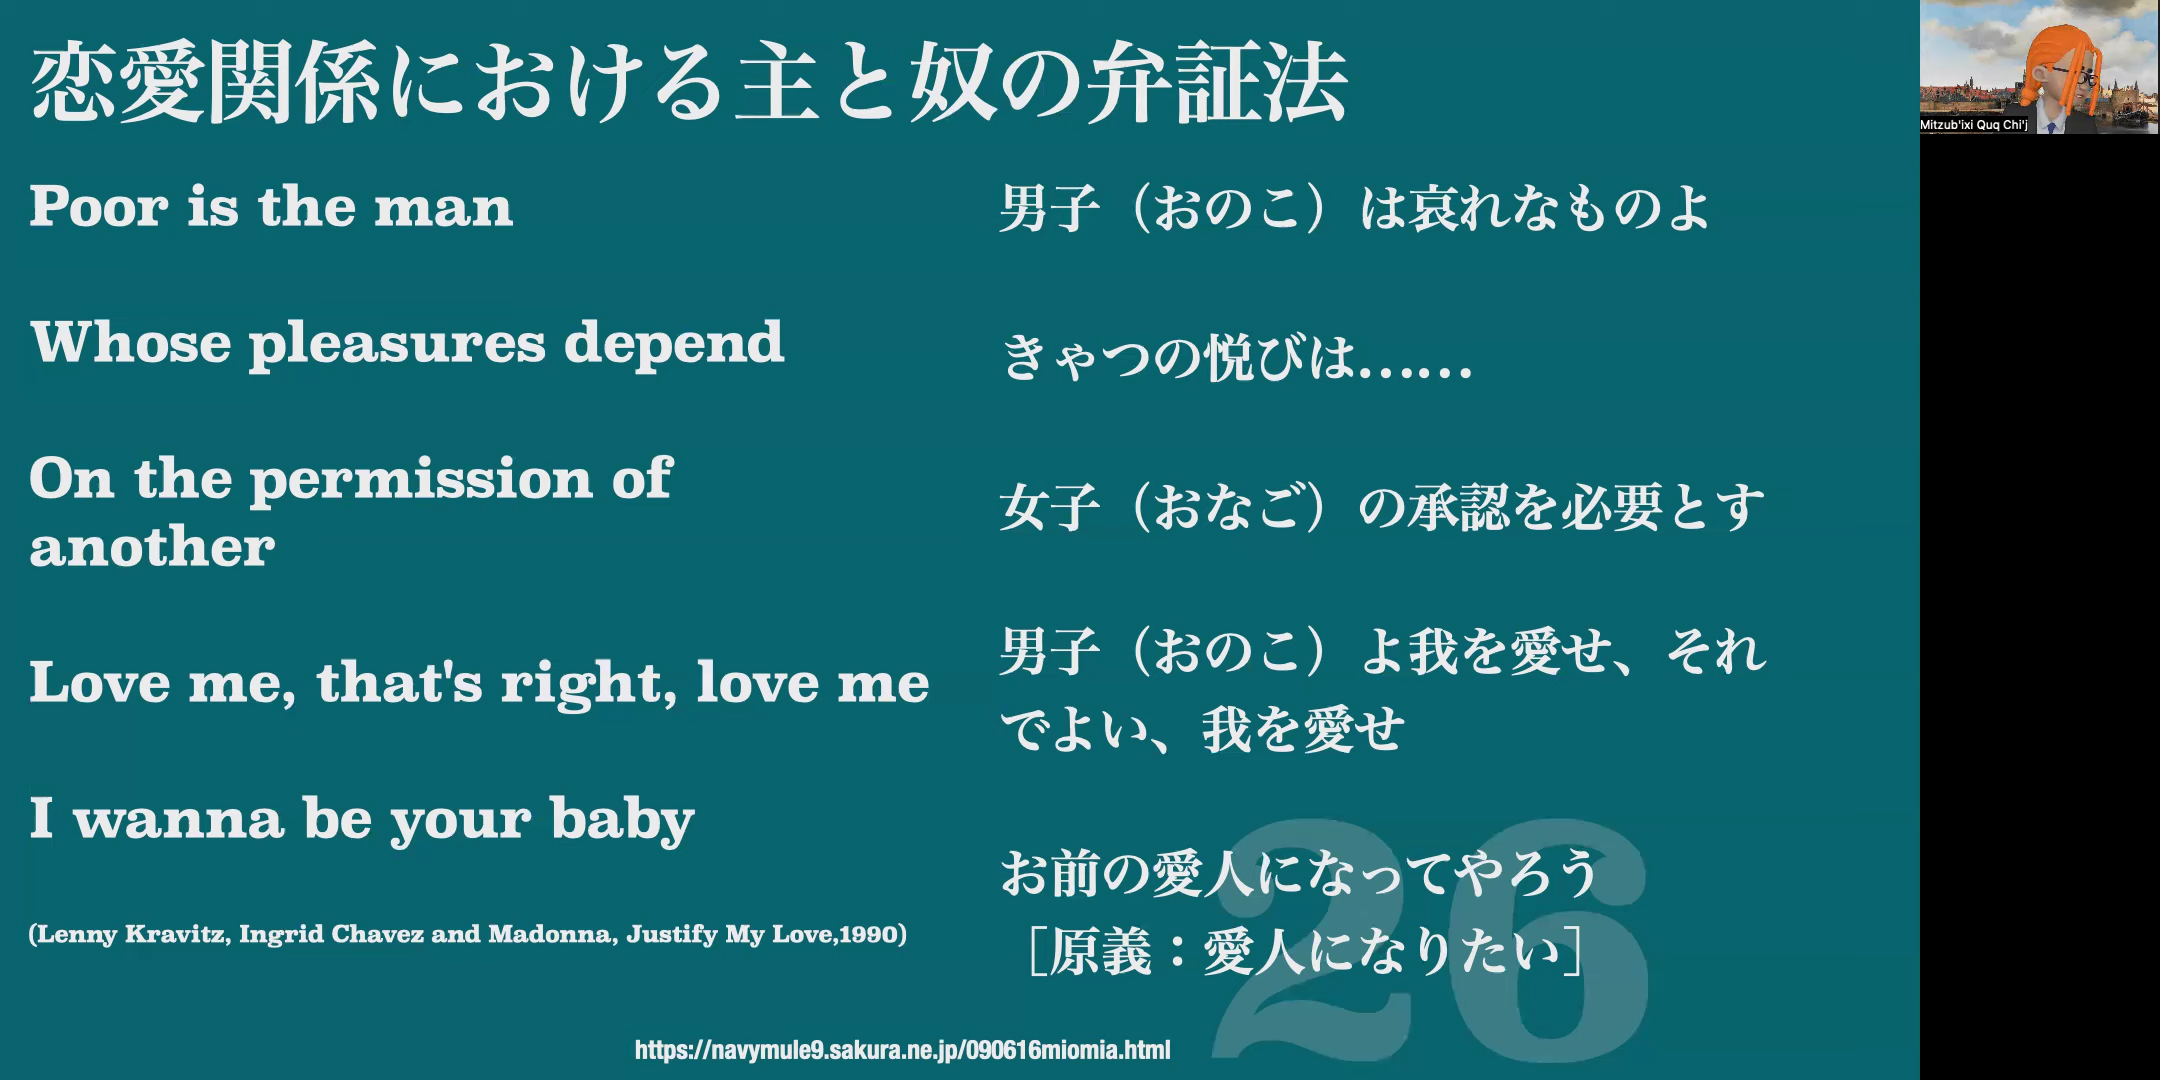 恋愛関係における主と奴の弁証法
Poor is the man
Whose pleasures depend
On the permission of
another
Love me, that's right, love me
I wanna be your baby
(Lenny Kravitz, Ingrid Chavez and Madonna, Justify My Love,1990)
男子（おのこ）は哀れなものよ
きゃつの悦びは……
女子（おなご）の承認を必要とす
男子（おのこ）よ我を愛せ、それ
でよい、我を愛せ
お前の愛人になってやろう
［原義：愛人になりたい］
26
https://navymule9.sakura.ne.jp/090616miomia.html
Mitzub'ixi Quq Chi'j